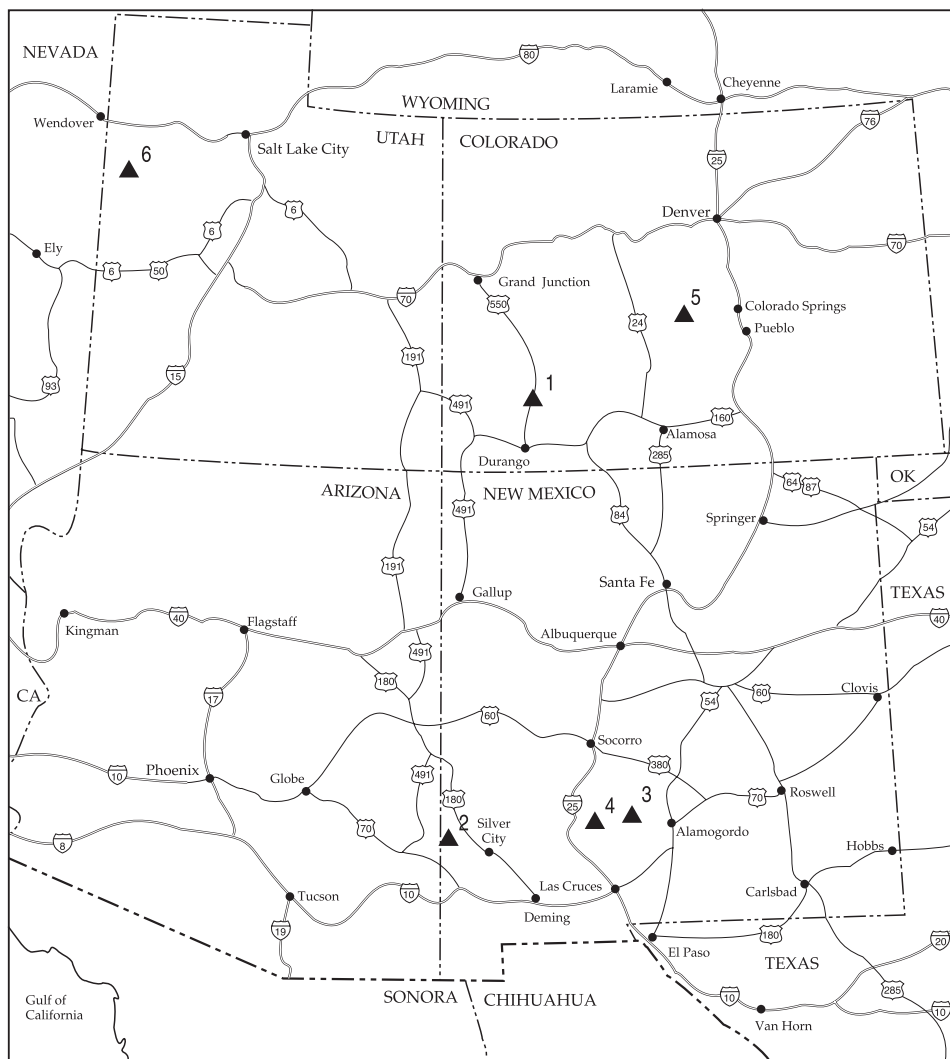 NEVADA
80
Laramie
Cheyenne
WYOMING
Wendover
76
UTAH
COLORADO
Salt Lake City
25
6
6
Denver
6
70
Ely
6
50
Grand Junction
550
70
24
5
Colorado Springs
Pueblo
191
15
93
1
491
160
Alamosa
Durango
285
ARIZONA
NEW MEXICO
OK
64
87
491
84
Springer
54
191
Santa Fe
Gallup
TEXAS
Kingman
40
Flagstaff
40
Albuquerque
491
180
CA
17
54
60
Clovis
60
Socorro
380
10
Phoenix
Globe
491
180
25
4
3
70
Roswell
70
2
Silver
City
Alamogordo
8
Hobbs
Las Cruces
Carlsbad
Tucson
10
10
Deming
19
180
20
El Paso
TEXAS
SONORA
CHIHUAHUA
285
Gulf of
California
10
10
Van Horn